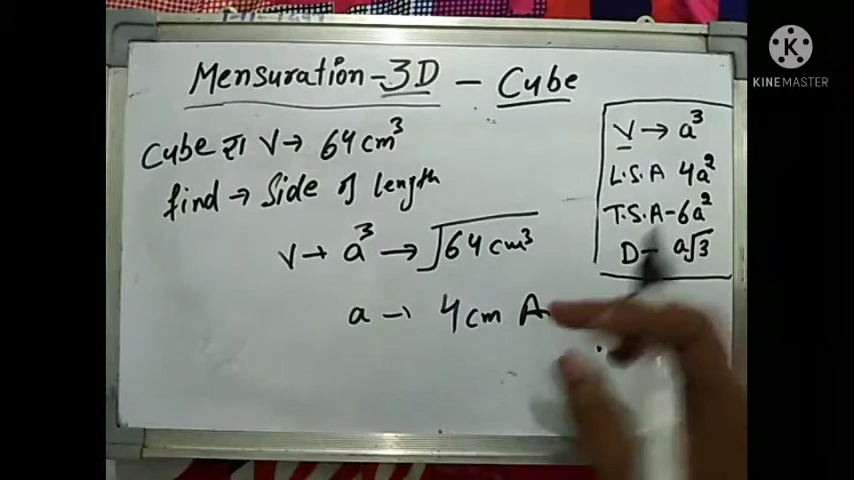 Mensuration - 3D - Cube
Cube का V → 64 cm³
find → Side of length
V → a³ → √64 cm³
a → 4 cm A
V → a³
L.S.A 4a²
T.S.A - 6a²
D - a√3
KINEMASTER